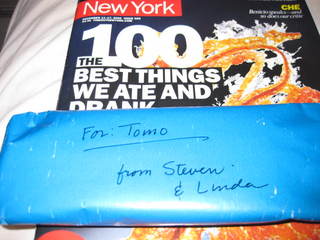 New York
CHE
THE
100
BEST THINGS
WE ATE AND
DRANK
For: Tomo
from Steven
& Linda